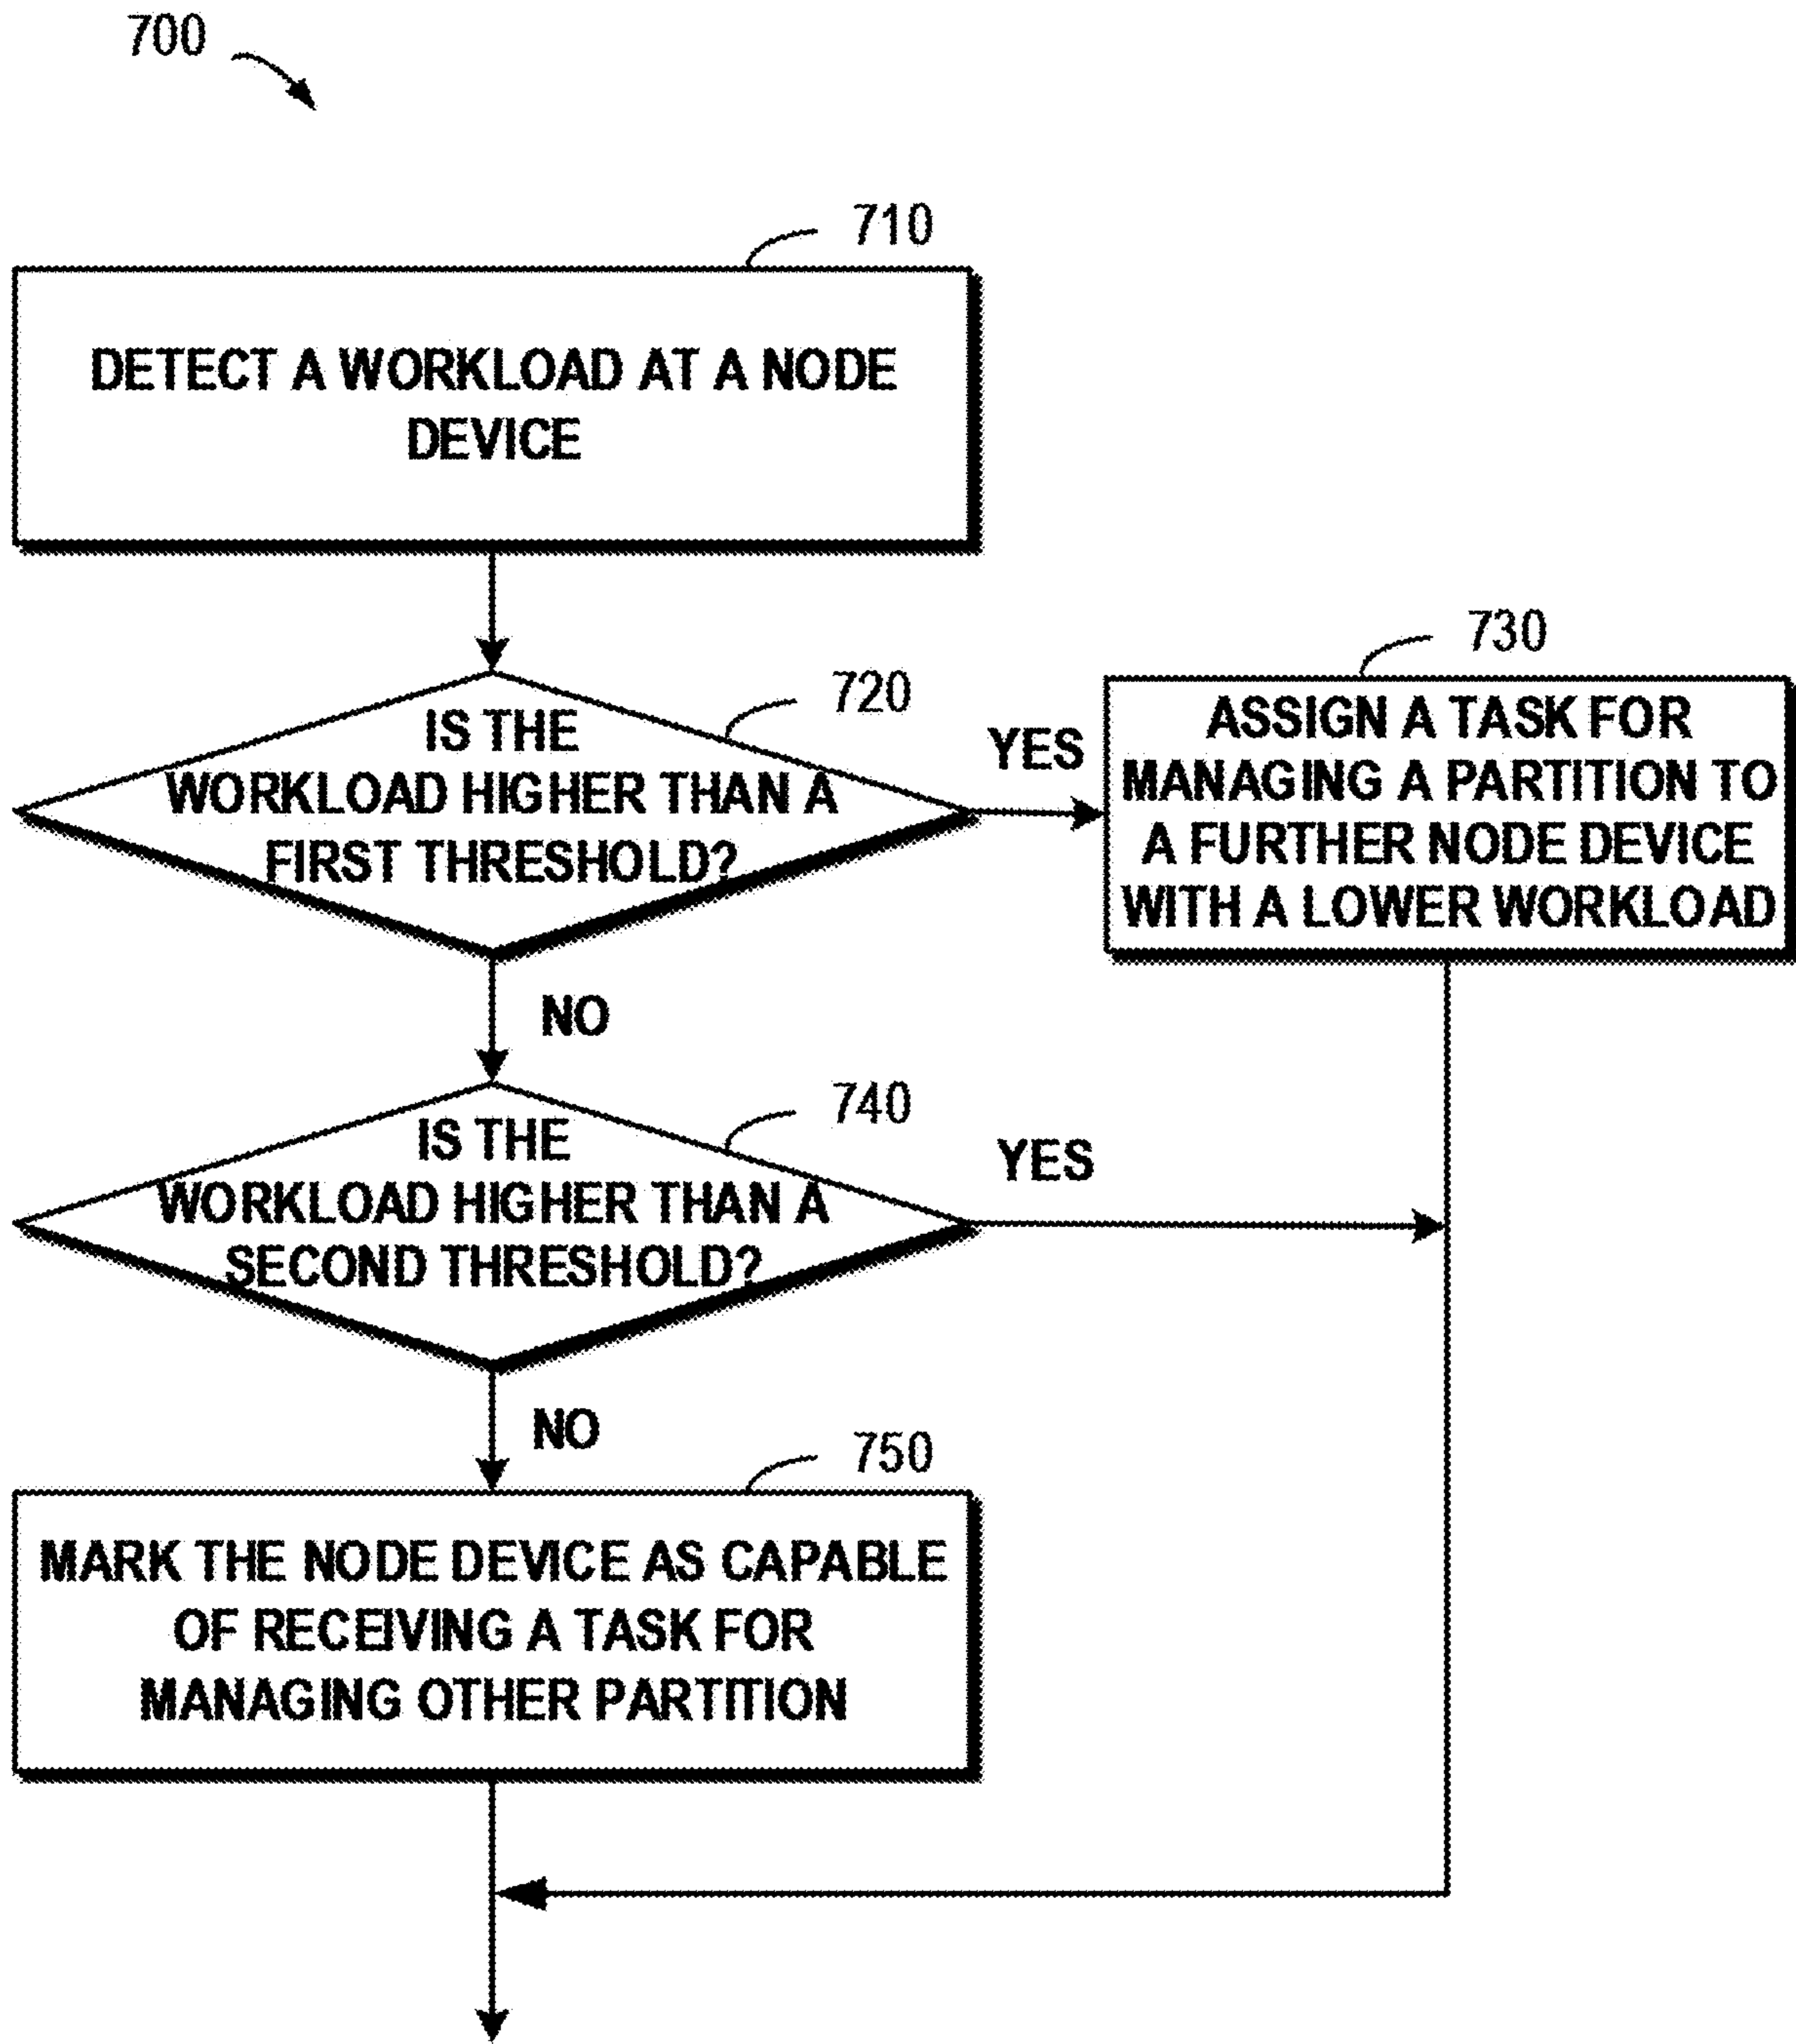 700
710
DETECT A WORKLOAD AT A NODE
DEVICE
720
IS THE
WORKLOAD HIGHER THAN A
FIRST THRESHOLD?
YES
730
ASSIGN A TASK FOR
MANAGING A PARTITION TO
A FURTHER NODE DEVICE
WITH A LOWER WORKLOAD
NO
740
IS THE
WORKLOAD HIGHER THAN A
SECOND THRESHOLD?
YES
NO
750
MARK THE NODE DEVICE AS CAPABLE
OF RECEIVING A TASK FOR
MANAGING OTHER PARTITION